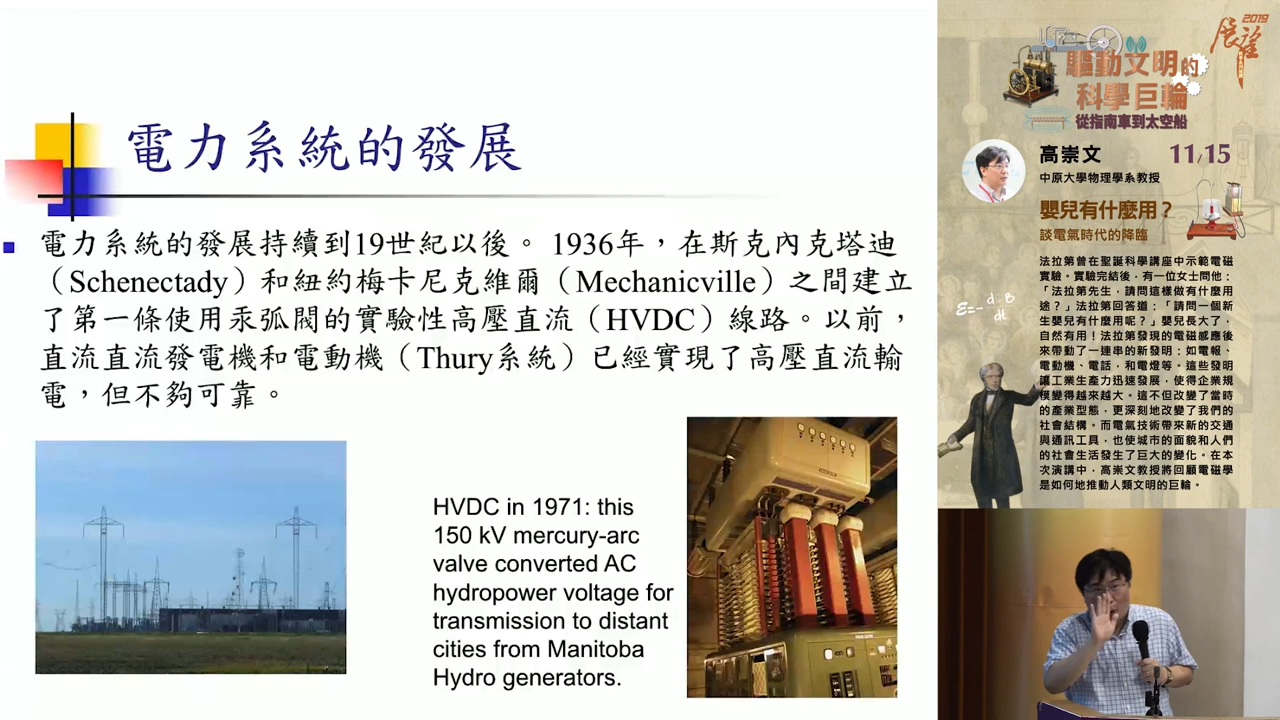 電力系統的發展
電力系統的發展持續到19世紀以後。 1936年，在斯克內克塔迪
（Schenectady）和紐約梅卡尼克維爾（Mechanicville）之間建立
了第一條使用汞弧閥的實驗性高壓直流（HVDC）線路。以前，
直流直流發電機和電動機（Thury系統）已經實現了高壓直流輸
電，但不夠可靠。
HVDC in 1971: this
150 kV mercury-arc
valve converted AC
hydropower voltage for
transmission to distant
cities from Manitoba
Hydro generators.
2019
展望
驅動文明的
科學巨輪
從指南車到太空船
高崇文
11/15
中原大學物理學系教授
嬰兒有什麼用？
談電氣時代的降臨
法拉第曾在聖誕科學講座中示範電磁
實驗。實驗完結後，有一位女士問他：
「法拉第先生，請問這樣做有什麼用
途？」法拉第回答道：「請問一個新
生嬰兒有什麼用呢？」嬰兒長大了，
自然有用！法拉第發現的電磁感應後
來帶動了一連串的新發明：如電報、
電動機、電話，和電燈等。這些發明
讓工業生產力迅速發展，使得企業規
模變得越來越大。這不但改變了當時
的產業型態，更深刻地改變了我們的
社會結構。而電氣技術帶來新的交通
與通訊工具，也使城市的面貌和人們
的社會生活發生了巨大的變化。在本
次演講中，高崇文教授將回顧電磁學
是如何地推動人類文明的巨輪。